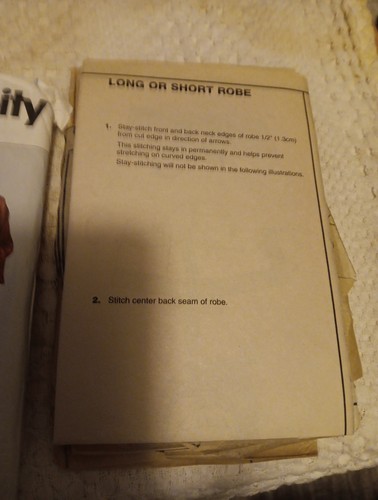 ity
LONG OR SHORT ROBE
1. Stay-stitch front and back neck edges of robe 1/2" (1.3cm)
from cut edge in direction of arrows.
This stitching stays in permanently and helps prevent
stretching on curved edges.
Stay-stitching will not be shown in the following illustrations.
2. Stitch center back seam of robe.